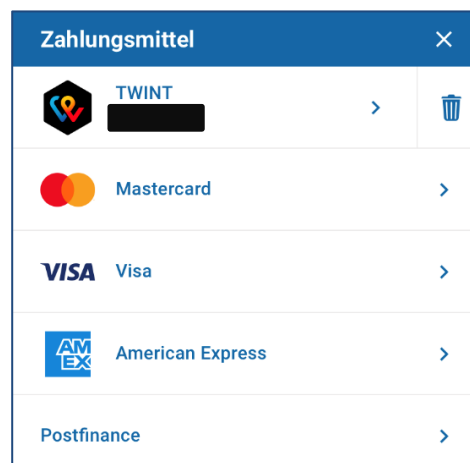 Zahlungsmittel
TWINT
Mastercard
VISA Visa
AM
EX American Express
Postfinance